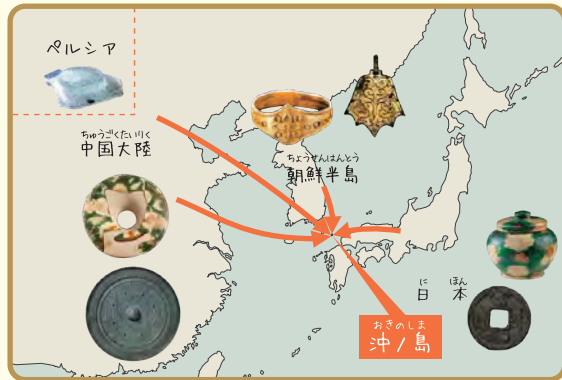 ペルシア
ちゅうごくたいりく
中国大陸
ちょうせんはんとう
朝鮮半島
に ほん
日 本
おきのしま
沖ノ島